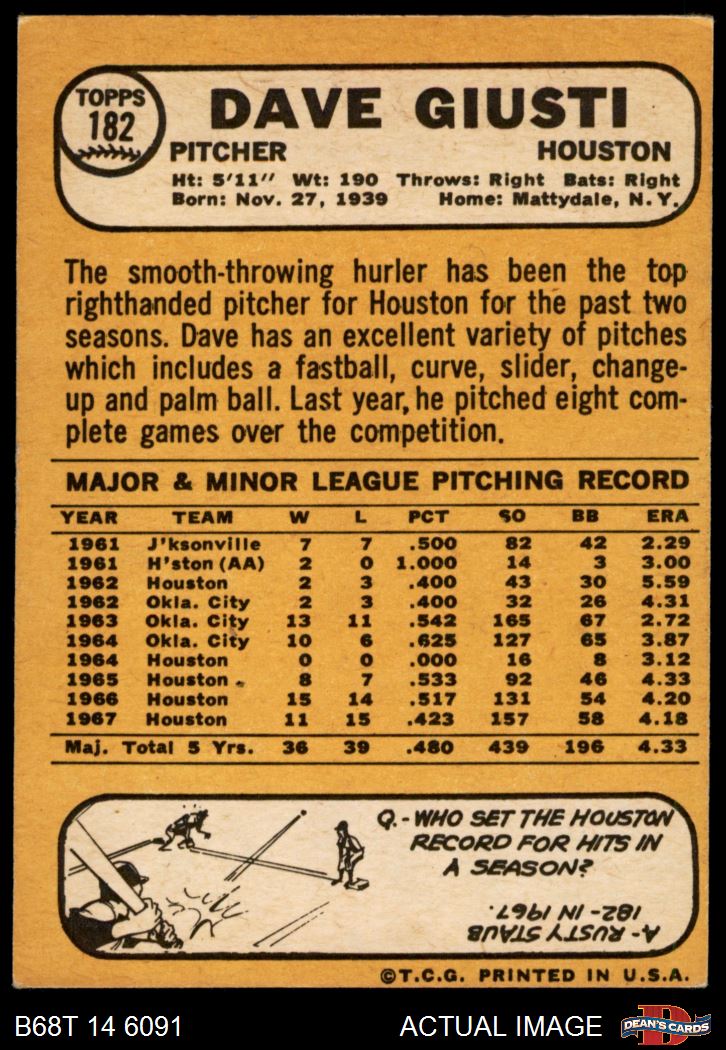 TOPPS
182
DAVE GIUSTI
PITCHER HOUSTON
Ht: 5'11" Wt: 190 Throws: Right Bats: Right
Born: Nov. 27, 1939 Home: Mattydale, N.Y.
The smooth-throwing hurler has been the top
righthanded pitcher for Houston for the past two
seasons. Dave has an excellent variety of pitches
which includes a fastball, curve, slider, change-
up and palm ball. Last year, he pitched eight com-
plete games over the competition.
MAJOR & MINOR LEAGUE PITCHING RECORD
YEAR TEAM W L PCT SO BB ERA
1961 J'ksonville 7 7 .500 82 42 2.29
1961 H'ston (AA) 2 0 1.000 14 3 3.00
1962 Houston 2 3 .400 43 30 5.59
1962 Okla. City 2 3 .400 32 26 4.31
1963 Okla. City 13 11 .542 165 67 2.72
1964 Okla. City 10 6 .625 127 65 3.87
1964 Houston 0 0 .000 16 8 3.12
1965 Houston 8 7 .533 92 46 4.33
1966 Houston 15 14 .517 131 54 4.20
1967 Houston 11 15 .423 157 58 4.18
Maj. Total 5 Yrs. 36 39 .480 439 196 4.33
Q.-WHO SET THE HOUSTON
RECORD FOR HITS IN
A SEASON?
A-RUSTY STAUB
182-IN 1967.
©T.C.G. PRINTED IN U.S.A.
B68T 14 6091 ACTUAL IMAGE
D
DEAN'S CARDS